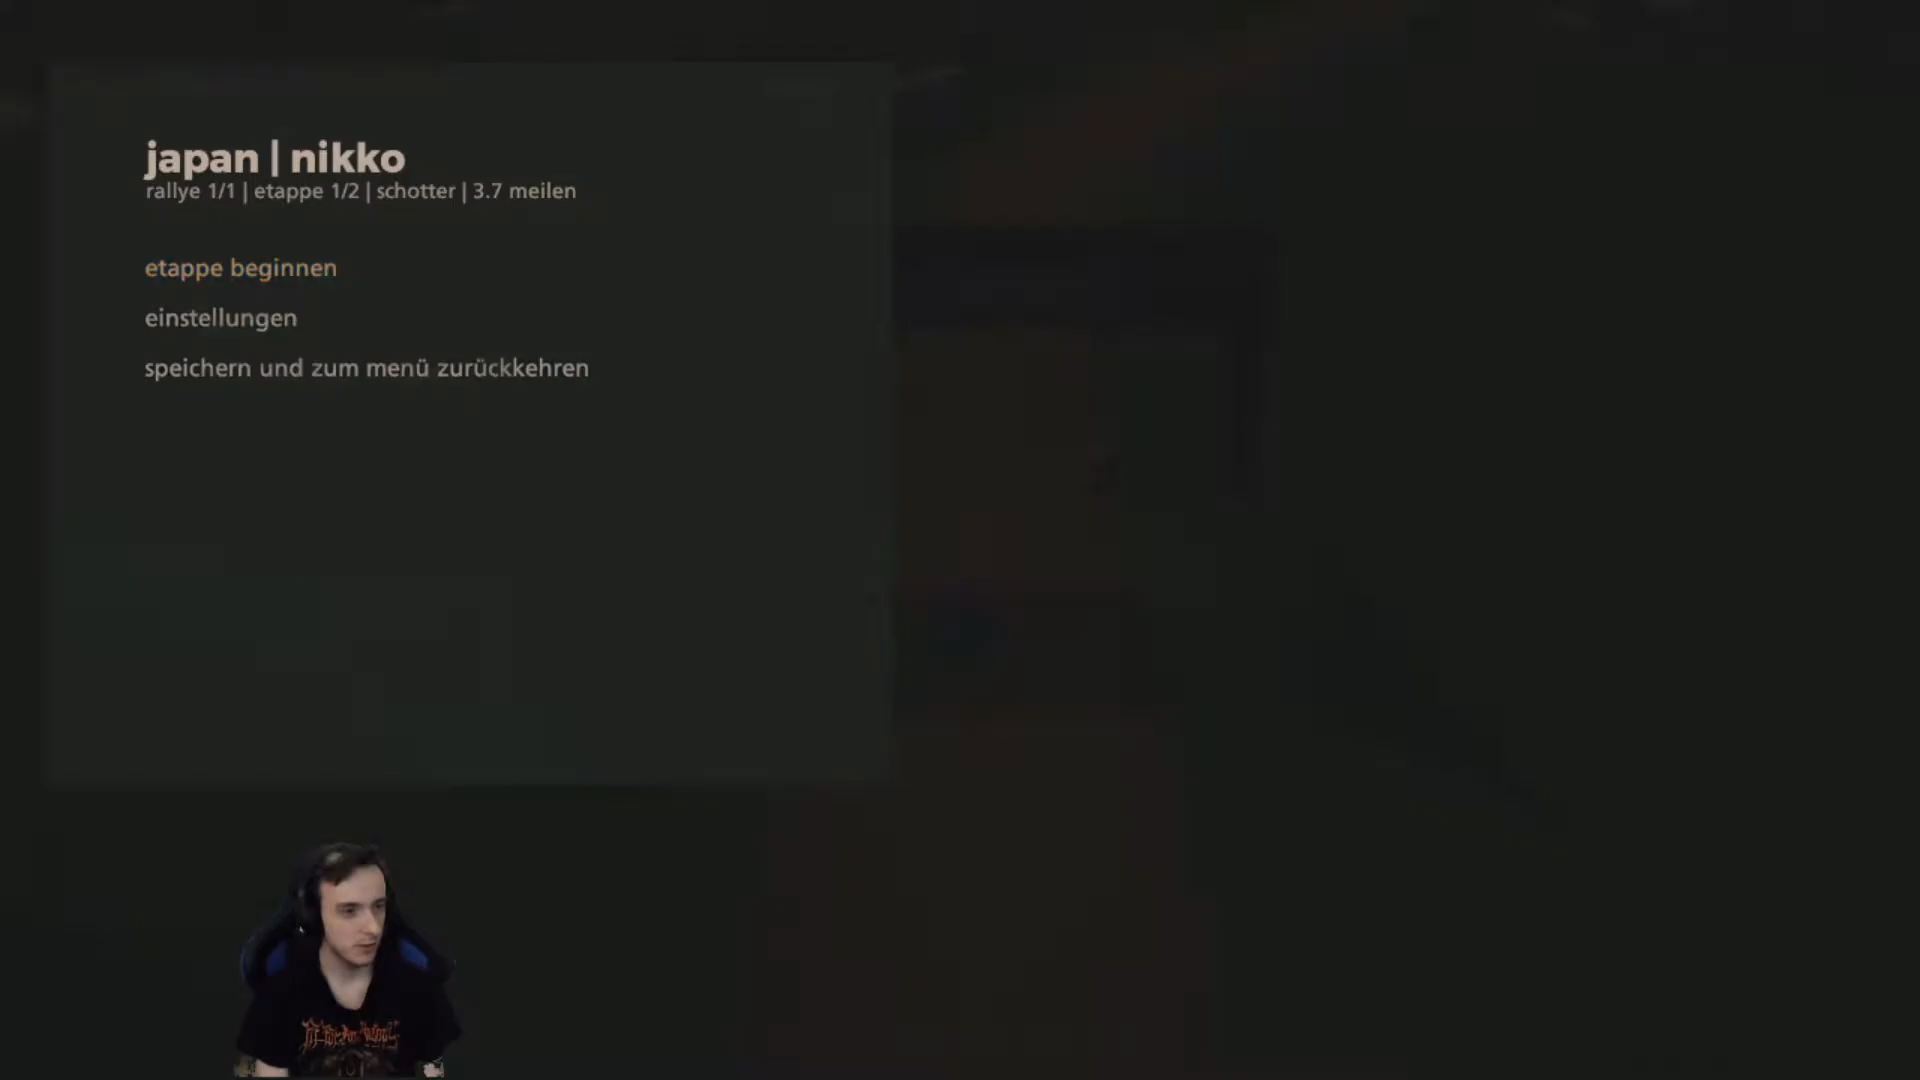 japan | nikko
rallye 1/1 | etappe 1/2 | schotter | 3.7 meilen
etappe beginnen
einstellungen
speichern und zum menü zurückkehren